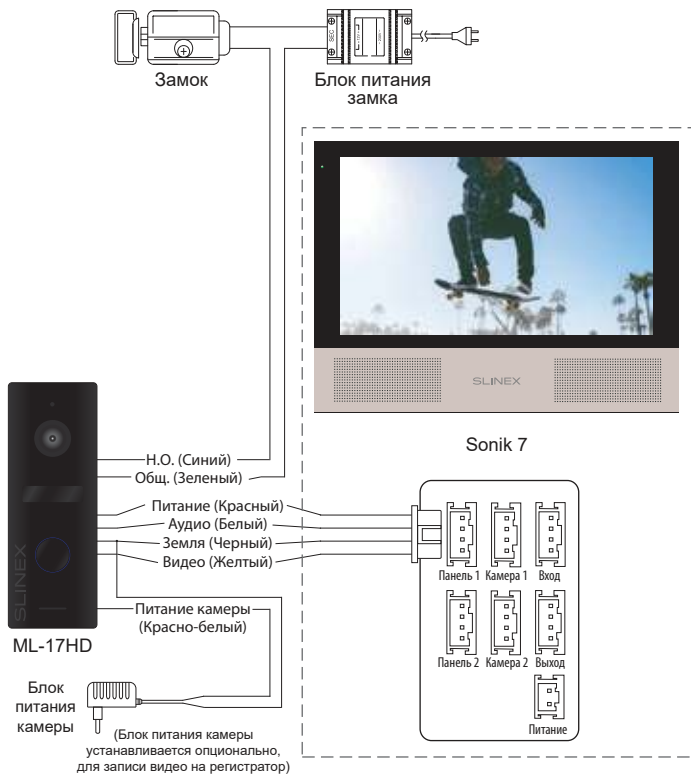 Замок
Блок питания
замка
SLINEX
Sonik 7
Н.О. (Синий)
Общ. (Зеленый)
Питание (Красный)
Аудио (Белый)
Земля (Черный)
Видео (Желтый)
Питание камеры
(Красно-белый)
SLINEX
ML-17HD
Блок
питания
камеры
(Блок питания камеры
устанавливается опционально,
для записи видео на регистратор)
Панель 1 Камера 1 Вход
Панель 2 Камера 2 Выход
Питание